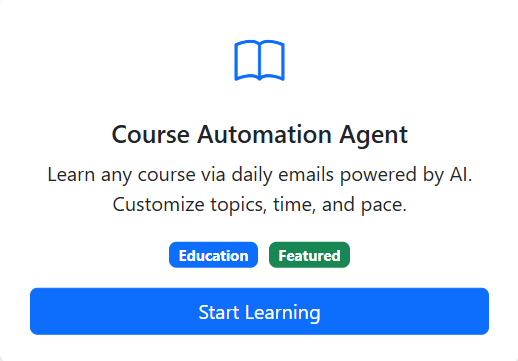 Course Automation Agent
Learn any course via daily emails powered by AI.
Customize topics, time, and pace.
Education Featured
Start Learning